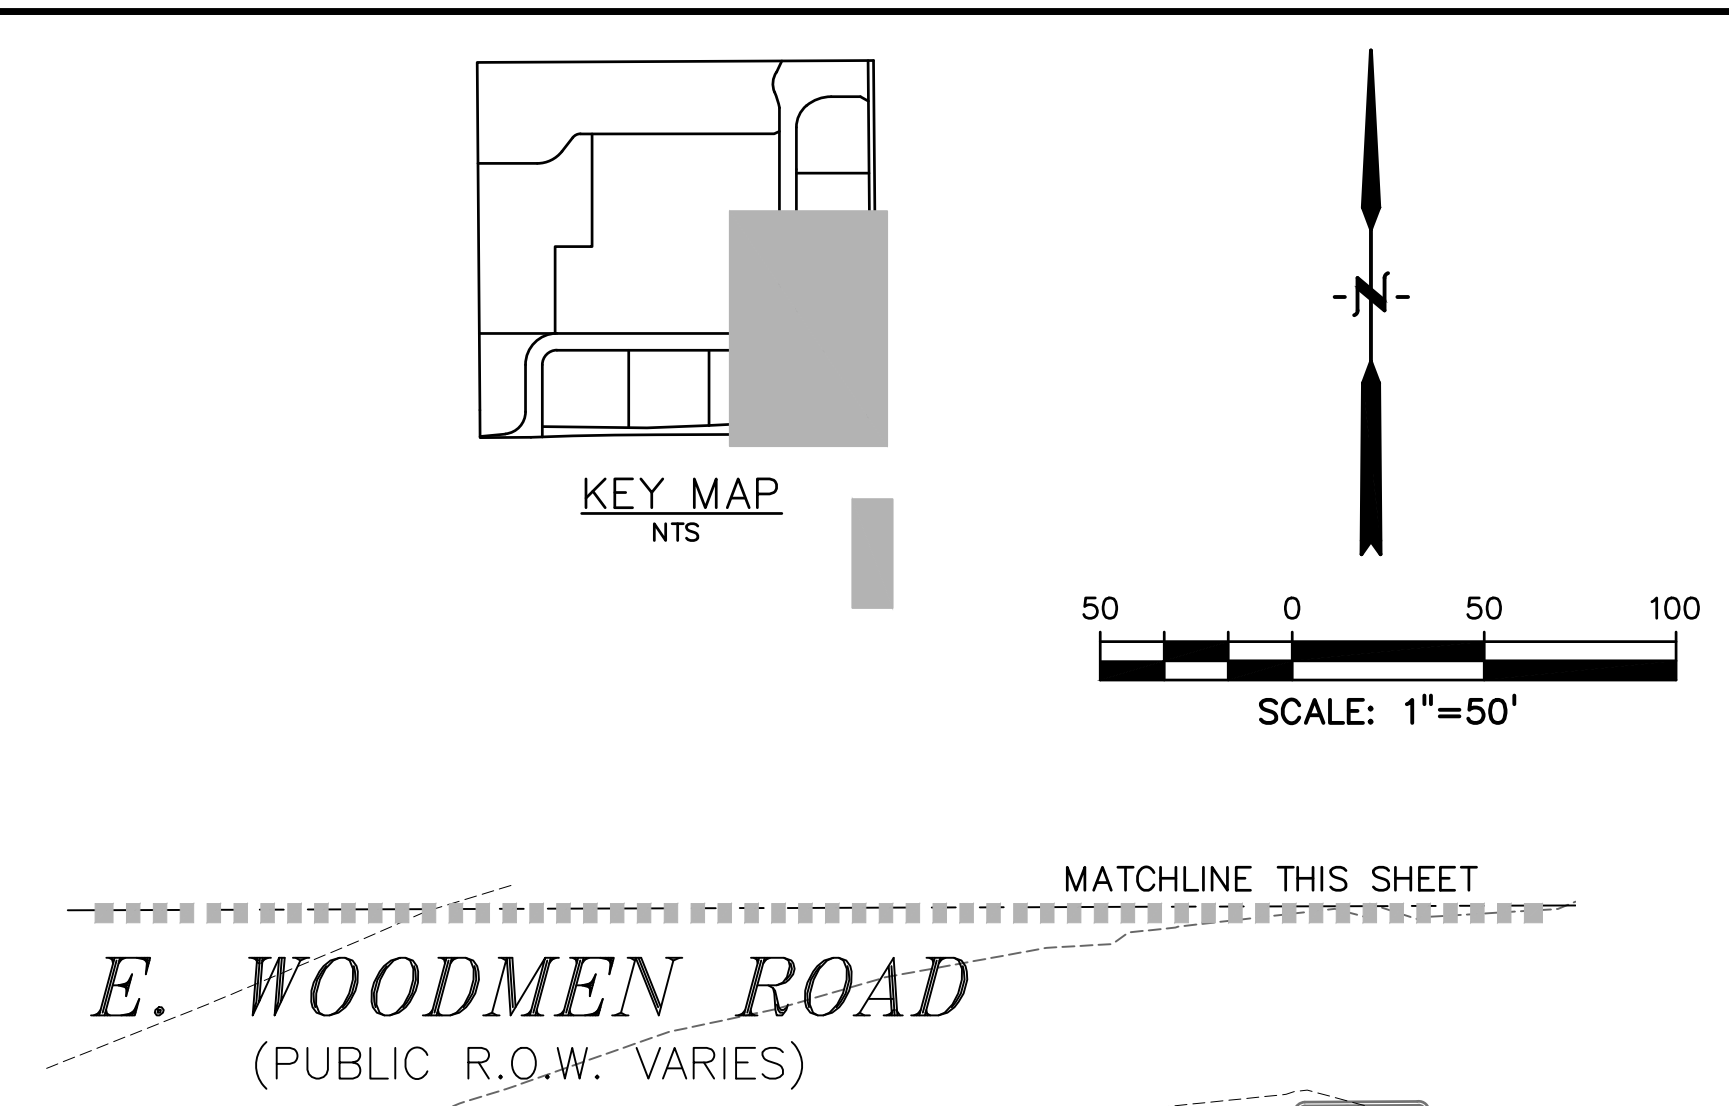 KEY MAP
NTS
-N-
50 0 50 100
SCALE: 1"=50'
MATCHLINE THIS SHEET
E. WOODMEN ROAD
(PUBLIC R.O.W. VARIES)